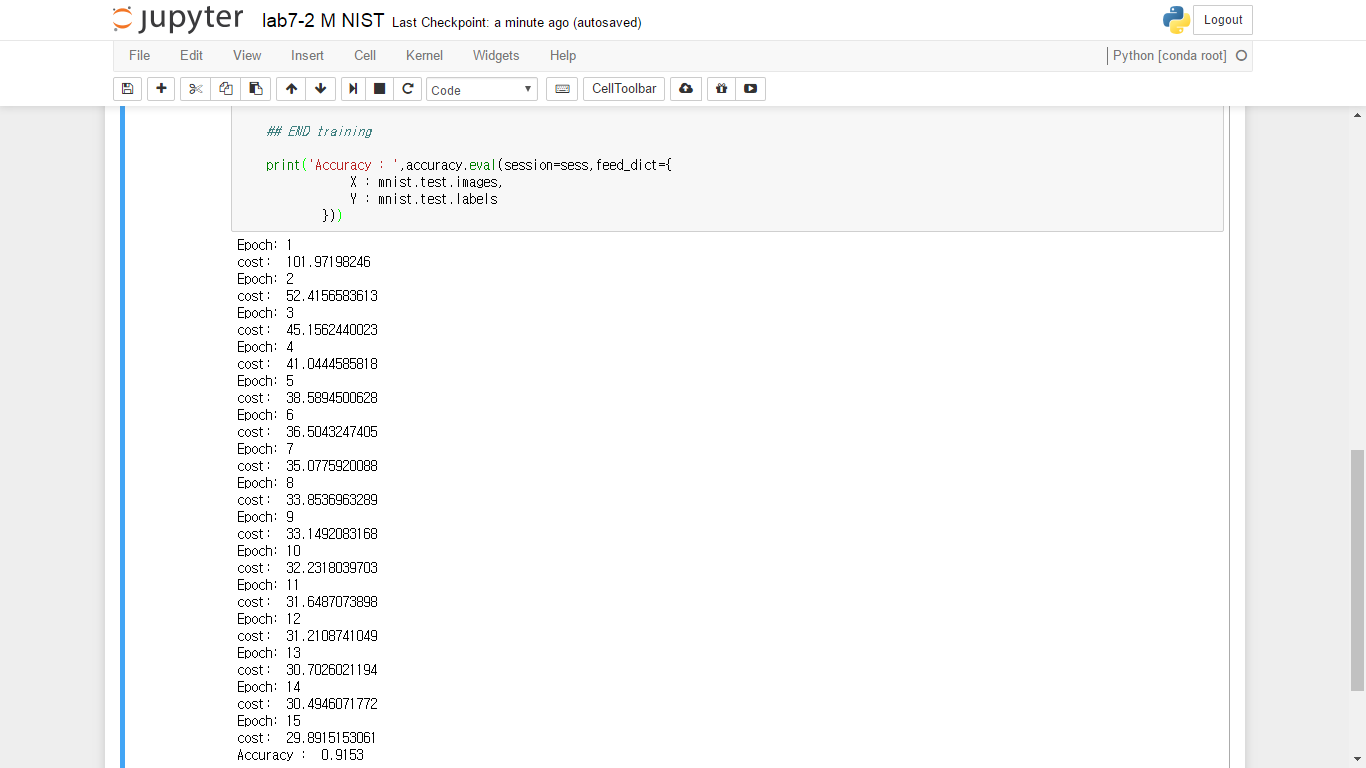 jupyter lab7-2 M NIST Last Checkpoint: a minute ago (autosaved) Logout
File Edit View Insert Cell Kernel Widgets Help Python [conda root]
Code CellToolbar
## END training
print('Accuracy : ',accuracy.eval(session=sess,feed_dict={
X : mnist.test.images,
Y : mnist.test.labels
}))
Epoch: 1
cost: 101.97198246
Epoch: 2
cost: 52.4156583613
Epoch: 3
cost: 45.1562440023
Epoch: 4
cost: 41.0444585818
Epoch: 5
cost: 38.5894500628
Epoch: 6
cost: 36.5043247405
Epoch: 7
cost: 35.0775920088
Epoch: 8
cost: 33.8536963289
Epoch: 9
cost: 33.1492083168
Epoch: 10
cost: 32.2318039703
Epoch: 11
cost: 31.6487073898
Epoch: 12
cost: 31.2108741049
Epoch: 13
cost: 30.7026021194
Epoch: 14
cost: 30.4946071772
Epoch: 15
cost: 29.8915153061
Accuracy : 0.9153